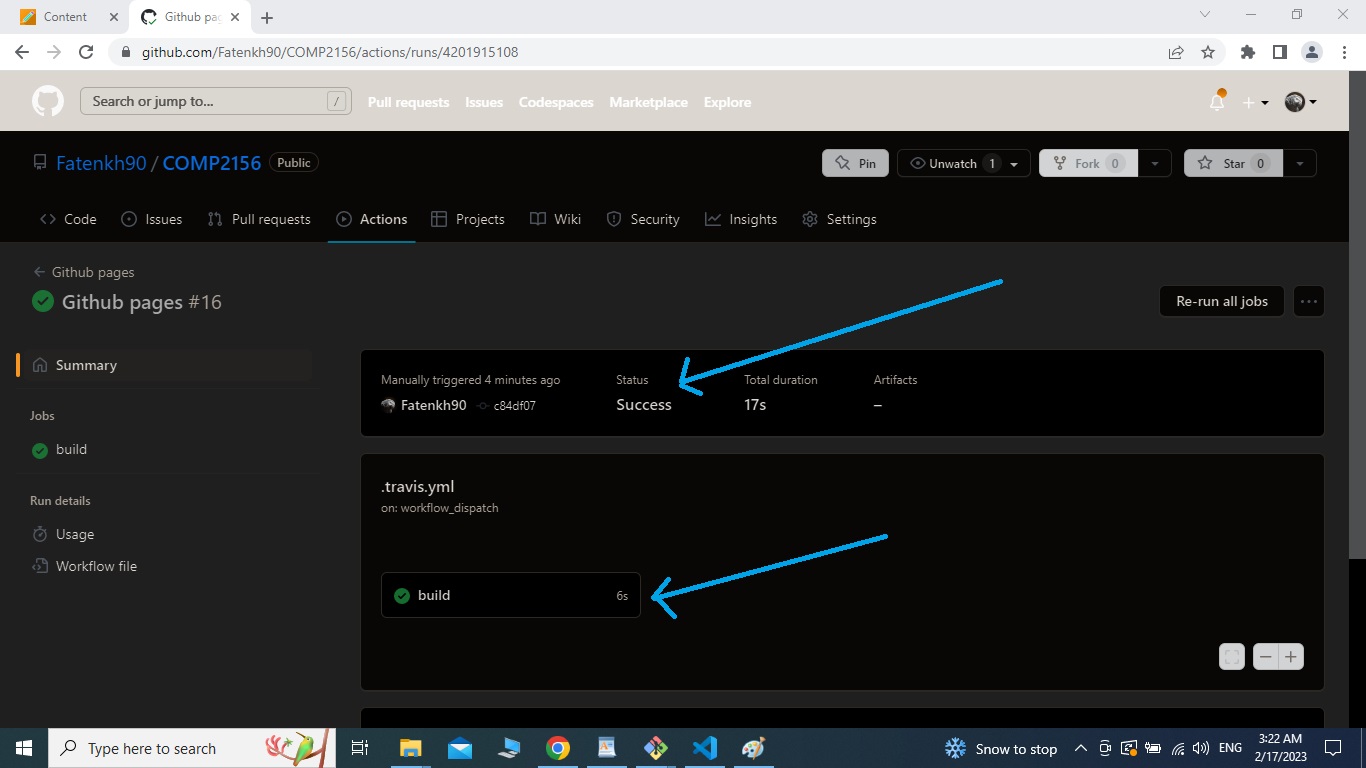 Content
Github pa
github.com/Fatenkh90/COMP2156/actions/runs/4201915108
Search or jump to... /
Pull requests Issues Codespaces Marketplace Explore
Fatenkh90 / COMP2156 Public
Pin Unwatch 1 Fork 0 Star 0
Code Issues Pull requests Actions Projects Wiki Security Insights Settings
Github pages
Github pages #16
Re-run all jobs
Summary
Jobs
build
Run details
Usage
Workflow file
Manually triggered 4 minutes ago Status Total duration Artifacts
Fatenkh90 c84df07 Success 17s –
.travis.yml
on: workflow_dispatch
build 6s
Type here to search
Snow to stop
ENG
3:22 AM
2/17/2023